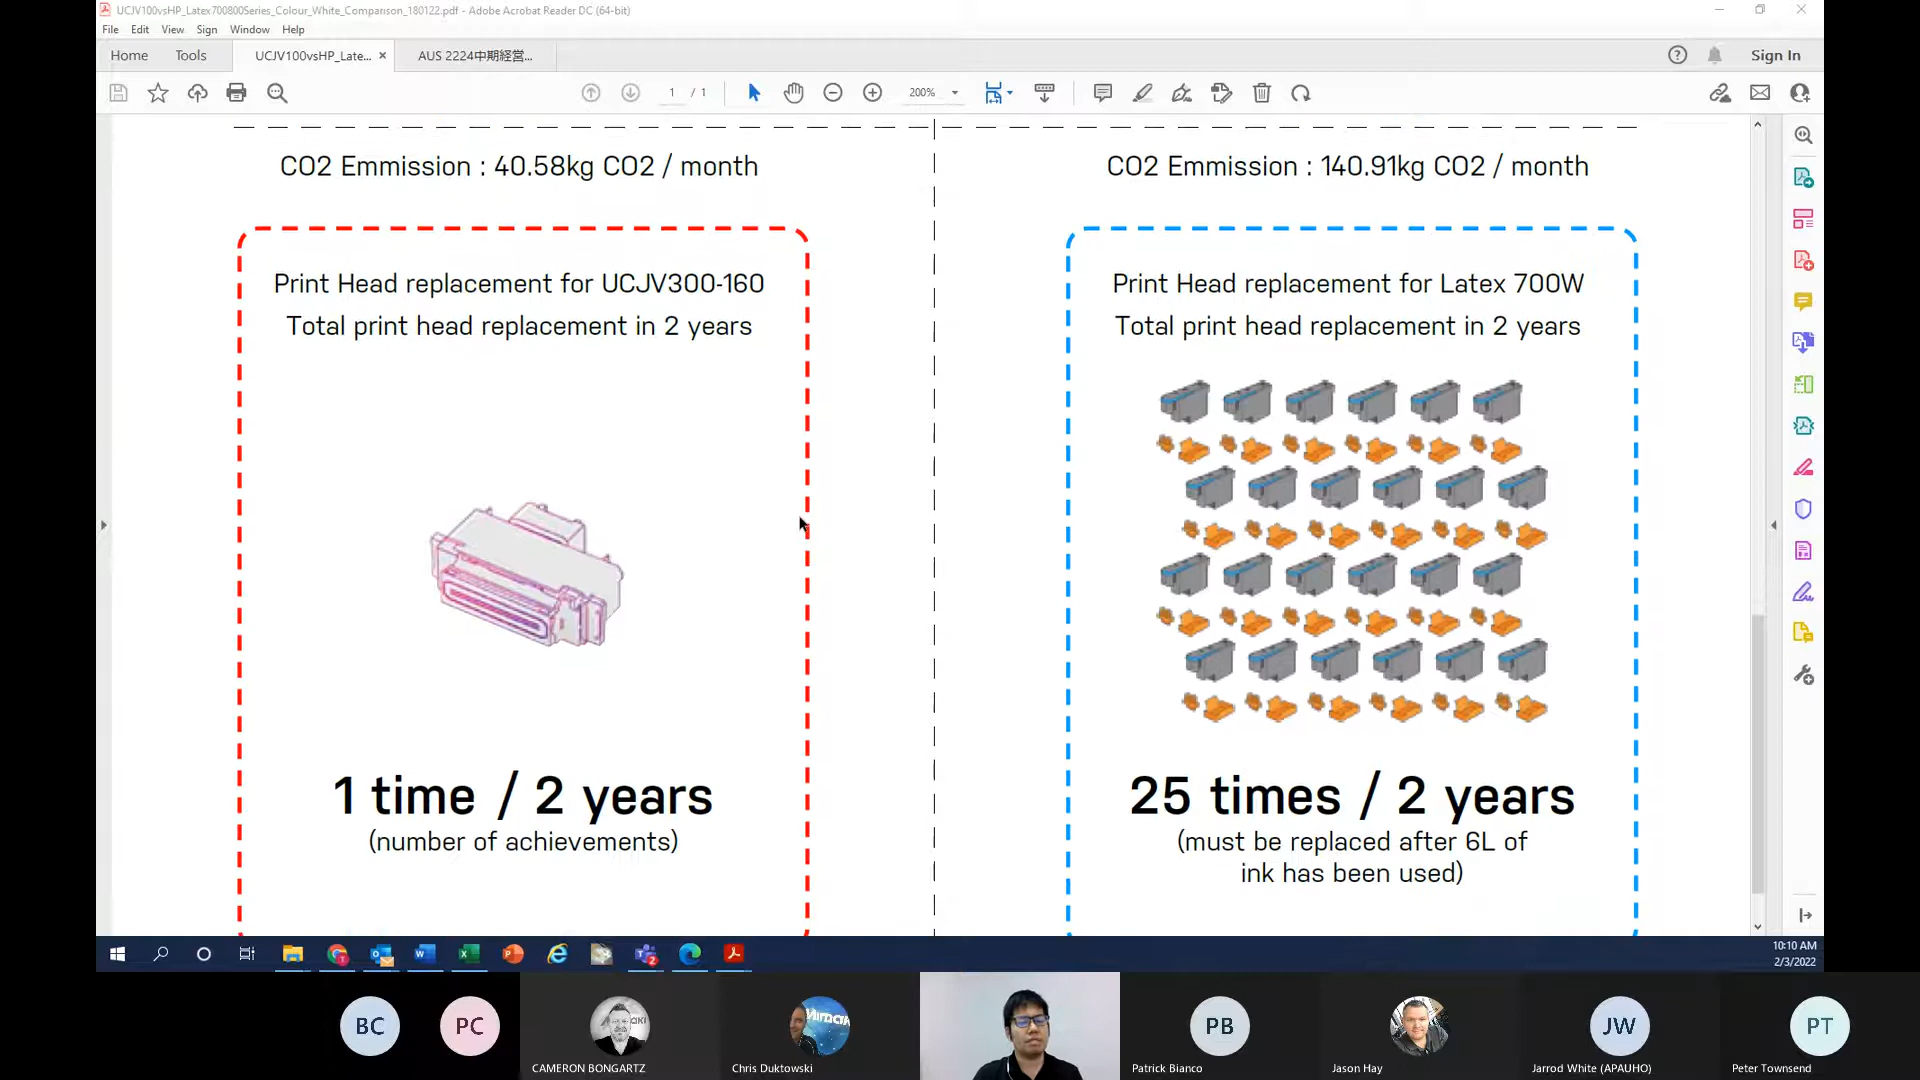 UCJV100vsHP_Latex700800Series_Colour_White_Comparison_180122.pdf - Adobe Acrobat Reader DC (64-bit)
File Edit View Sign Window Help
Home Tools UCJV100vsHP_Late... × AUS 2224中期経営... Sign In
1 / 1 200%
CO2 Emmission : 40.58kg CO2 / month
CO2 Emmission : 140.91kg CO2 / month
Print Head replacement for UCJV300-160
Total print head replacement in 2 years
1 time / 2 years
(number of achievements)
Print Head replacement for Latex 700W
Total print head replacement in 2 years
25 times / 2 years
(must be replaced after 6L of
ink has been used)
10:10 AM
2/3/2022
BC
PC
CAMERON BONGARTZ
Mimaki
Chris Duktowski
PB
Patrick Bianco
Jason Hay
JW
Jarrod White (APAUHO)
PT
Peter Townsend